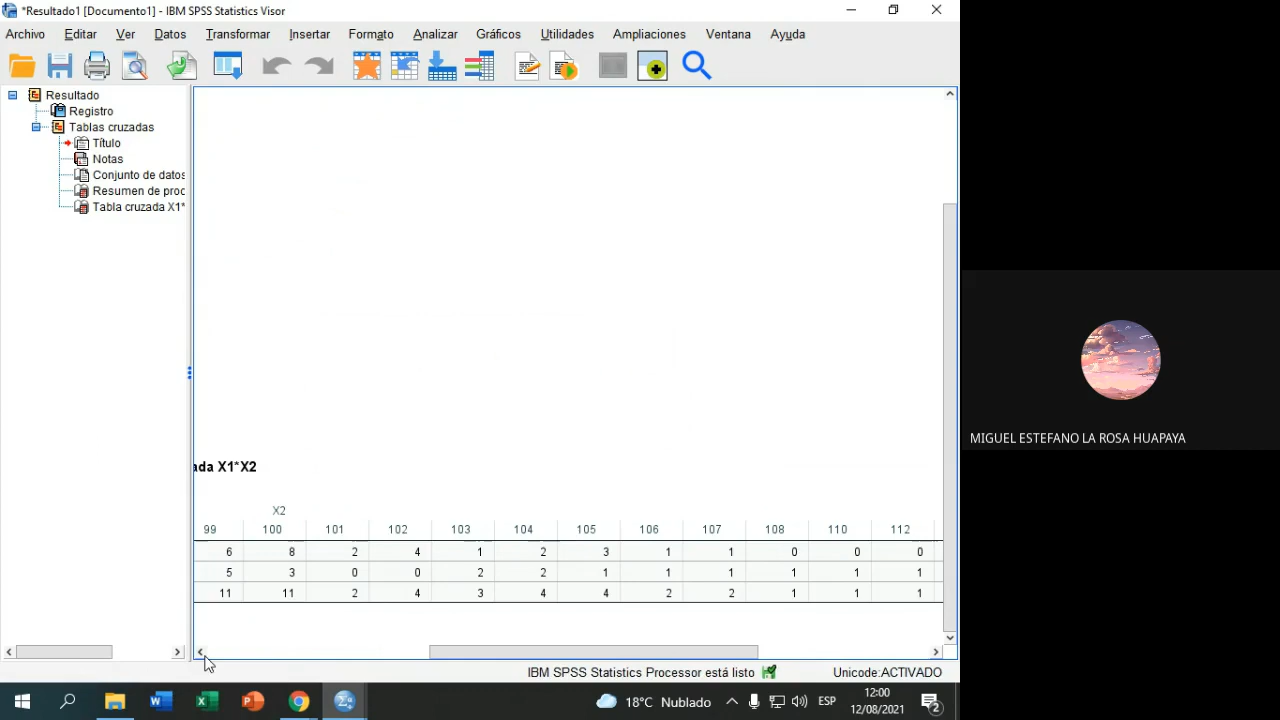 *Resultado1 [Documento1] - IBM SPSS Statistics Visor
Archivo Editar Ver Datos Transformar Insertar Formato Analizar Gráficos Utilidades Ampliaciones Ventana Ayuda
Resultado
Registro
Tablas cruzadas
Título
Notas
Conjunto de datos
Resumen de proc
Tabla cruzada X1*
ada X1*X2
X2
99 100 101 102 103 104 105 106 107 108 110 112
6 8 2 4 1 2 3 1 1 0 0 0
5 3 0 0 2 2 1 1 1 1 1 1
11 11 2 4 3 4 4 2 2 1 1 1
IBM SPSS Statistics Processor está listo Unicode:ACTIVADO
18°C Nublado ESP 12:00
12/08/2021
2
MIGUEL ESTEFANO LA ROSA HUAPAYA